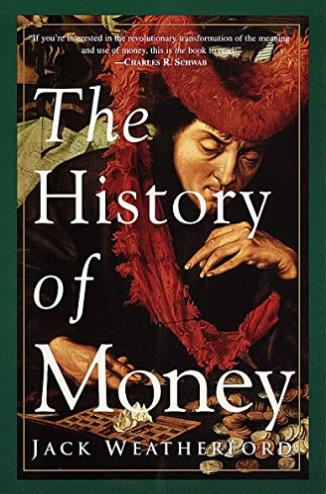 "If you're interested in the revolutionary transformation of the meaning
and use of money, this is the book to read!"
—CHARLES R. SCHWAB
The
History
of
Money
JACK WEATHERFORD